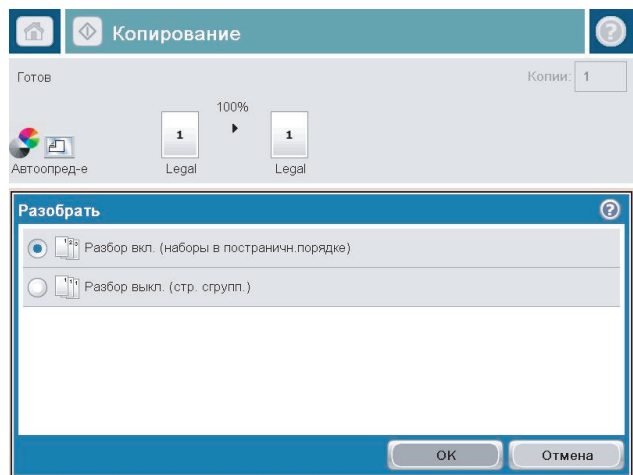 Копирование
Готов
Копии: 1
100%
1 1
Автоопред-е Legal Legal
Разобрать
Разбор вкл. (наборы в постраничн.порядке)
Разбор выкл. (стр. сгрупп.)
OK Отмена